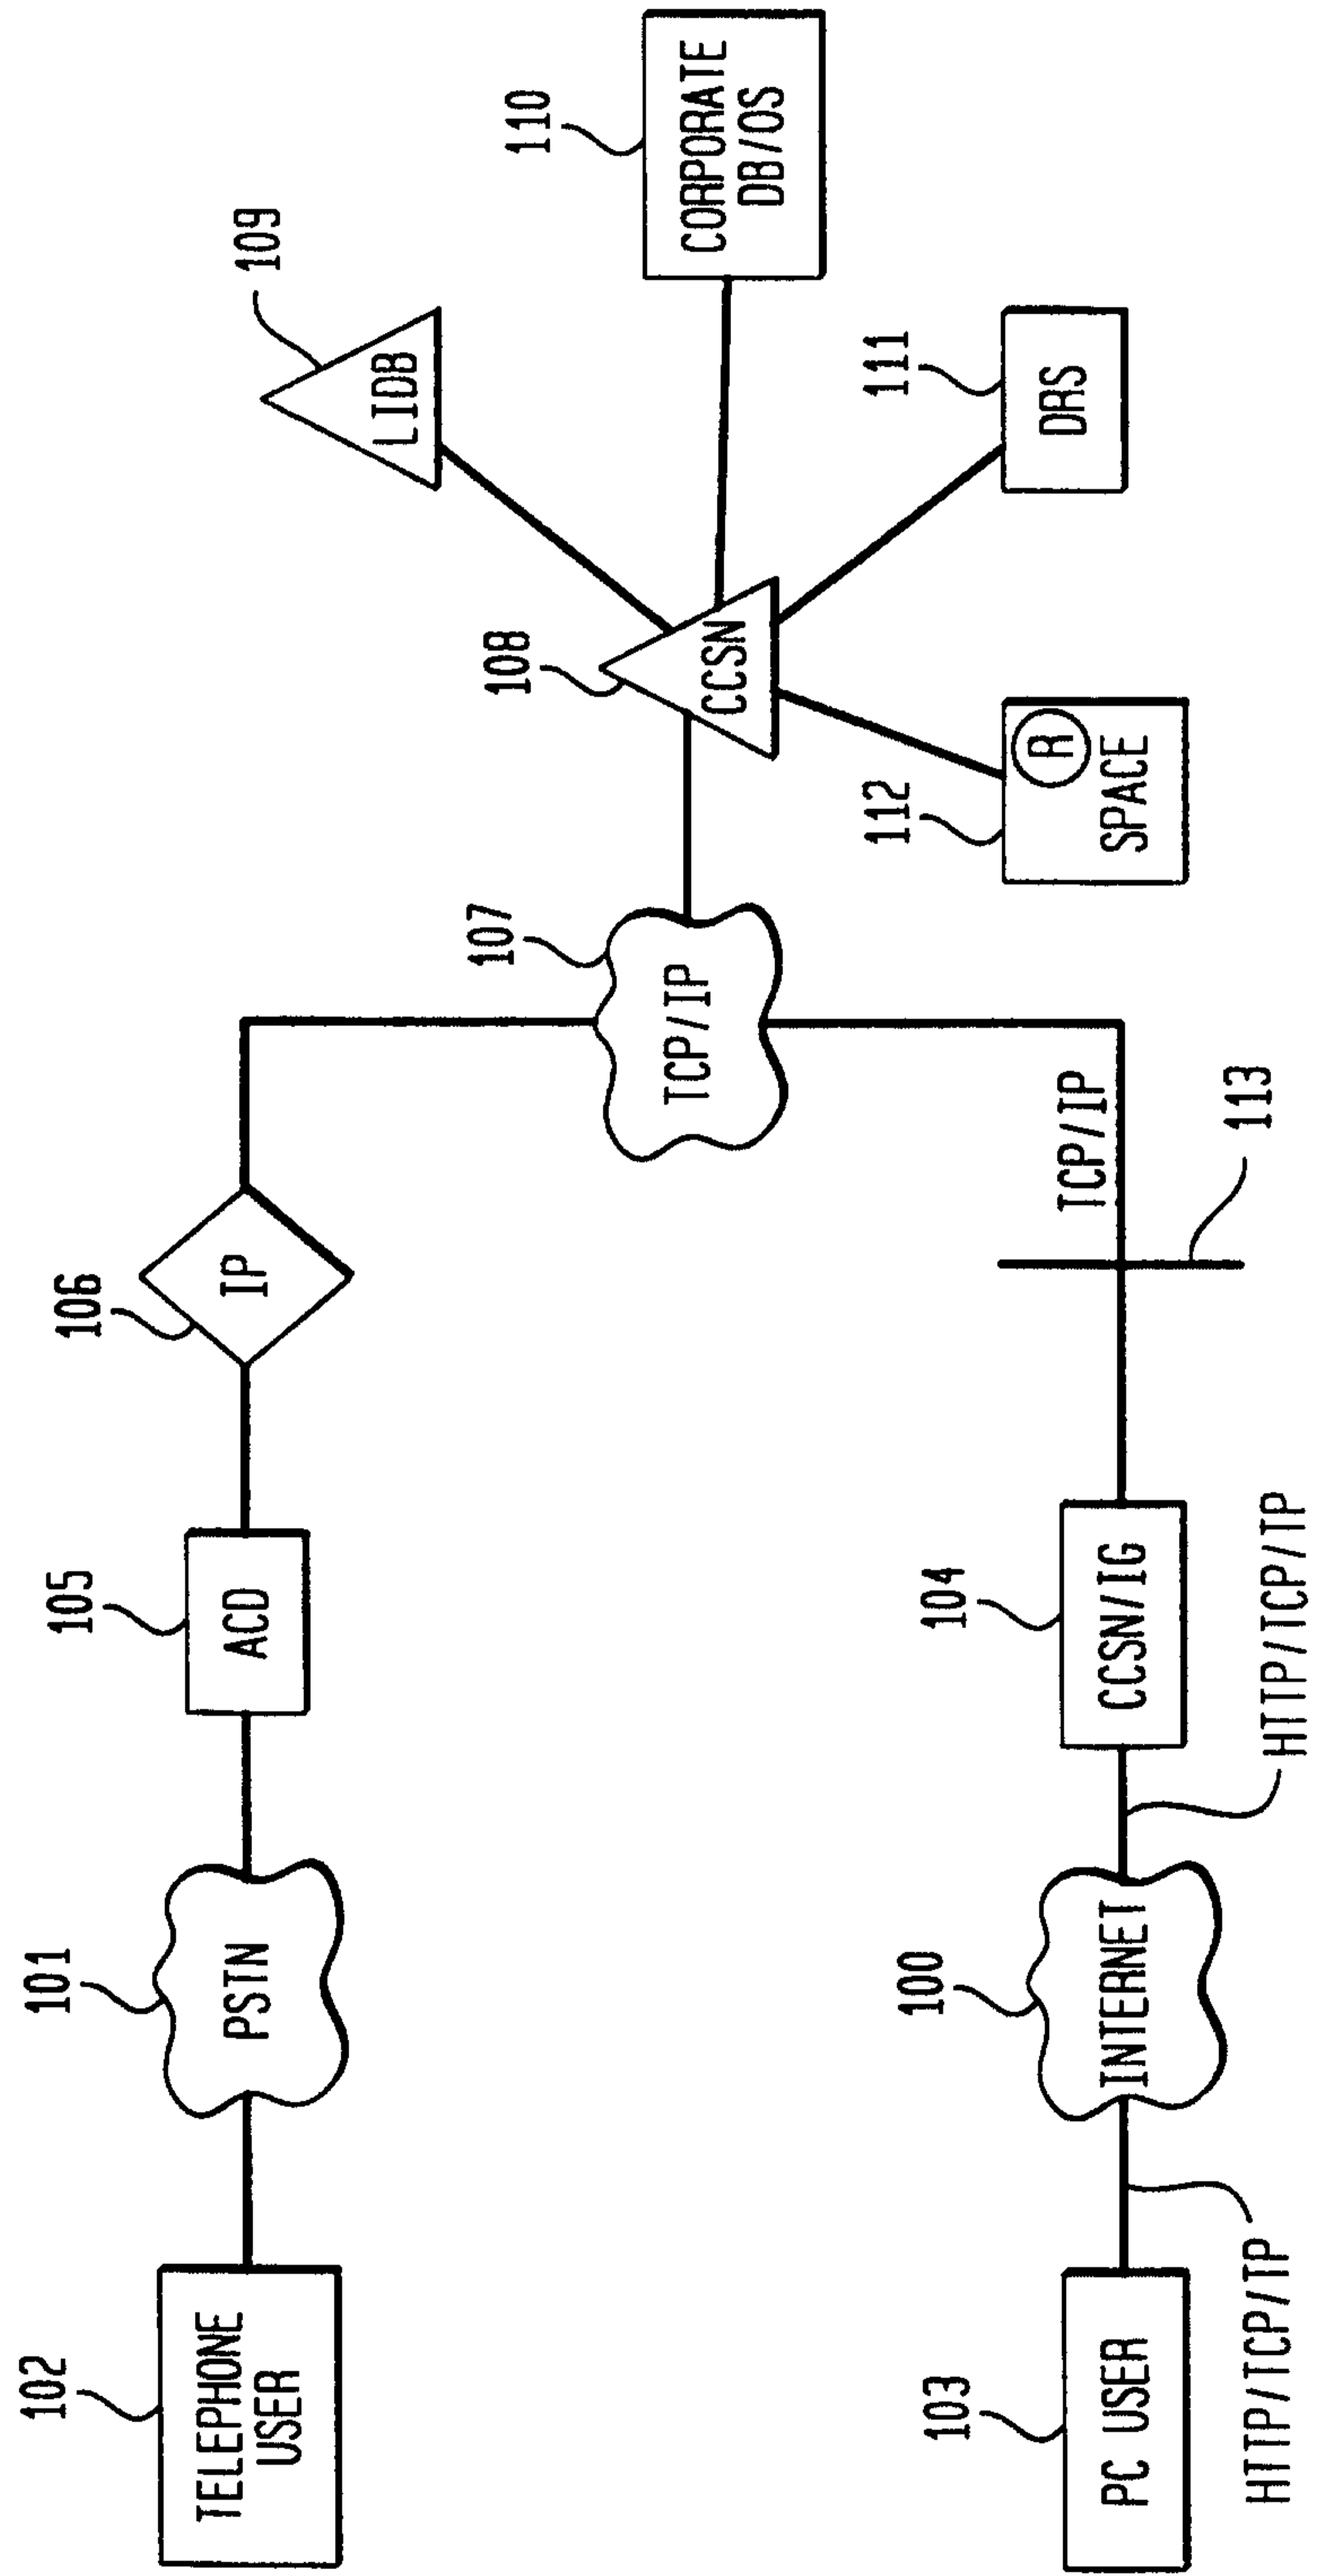 102
TELEPHONE
USER
101
PSTN
105
ACD
106
IP
107
TCP/IP
108
CCSN
109
LIDB
110
CORPORATE
DB/OS
111
DRS
112
R
SPACE
103
PC USER
HTTP/TCP/TP
100
INTERNET
HTTP/TCP/TP
104
CCSN/IG
TCP/IP
113